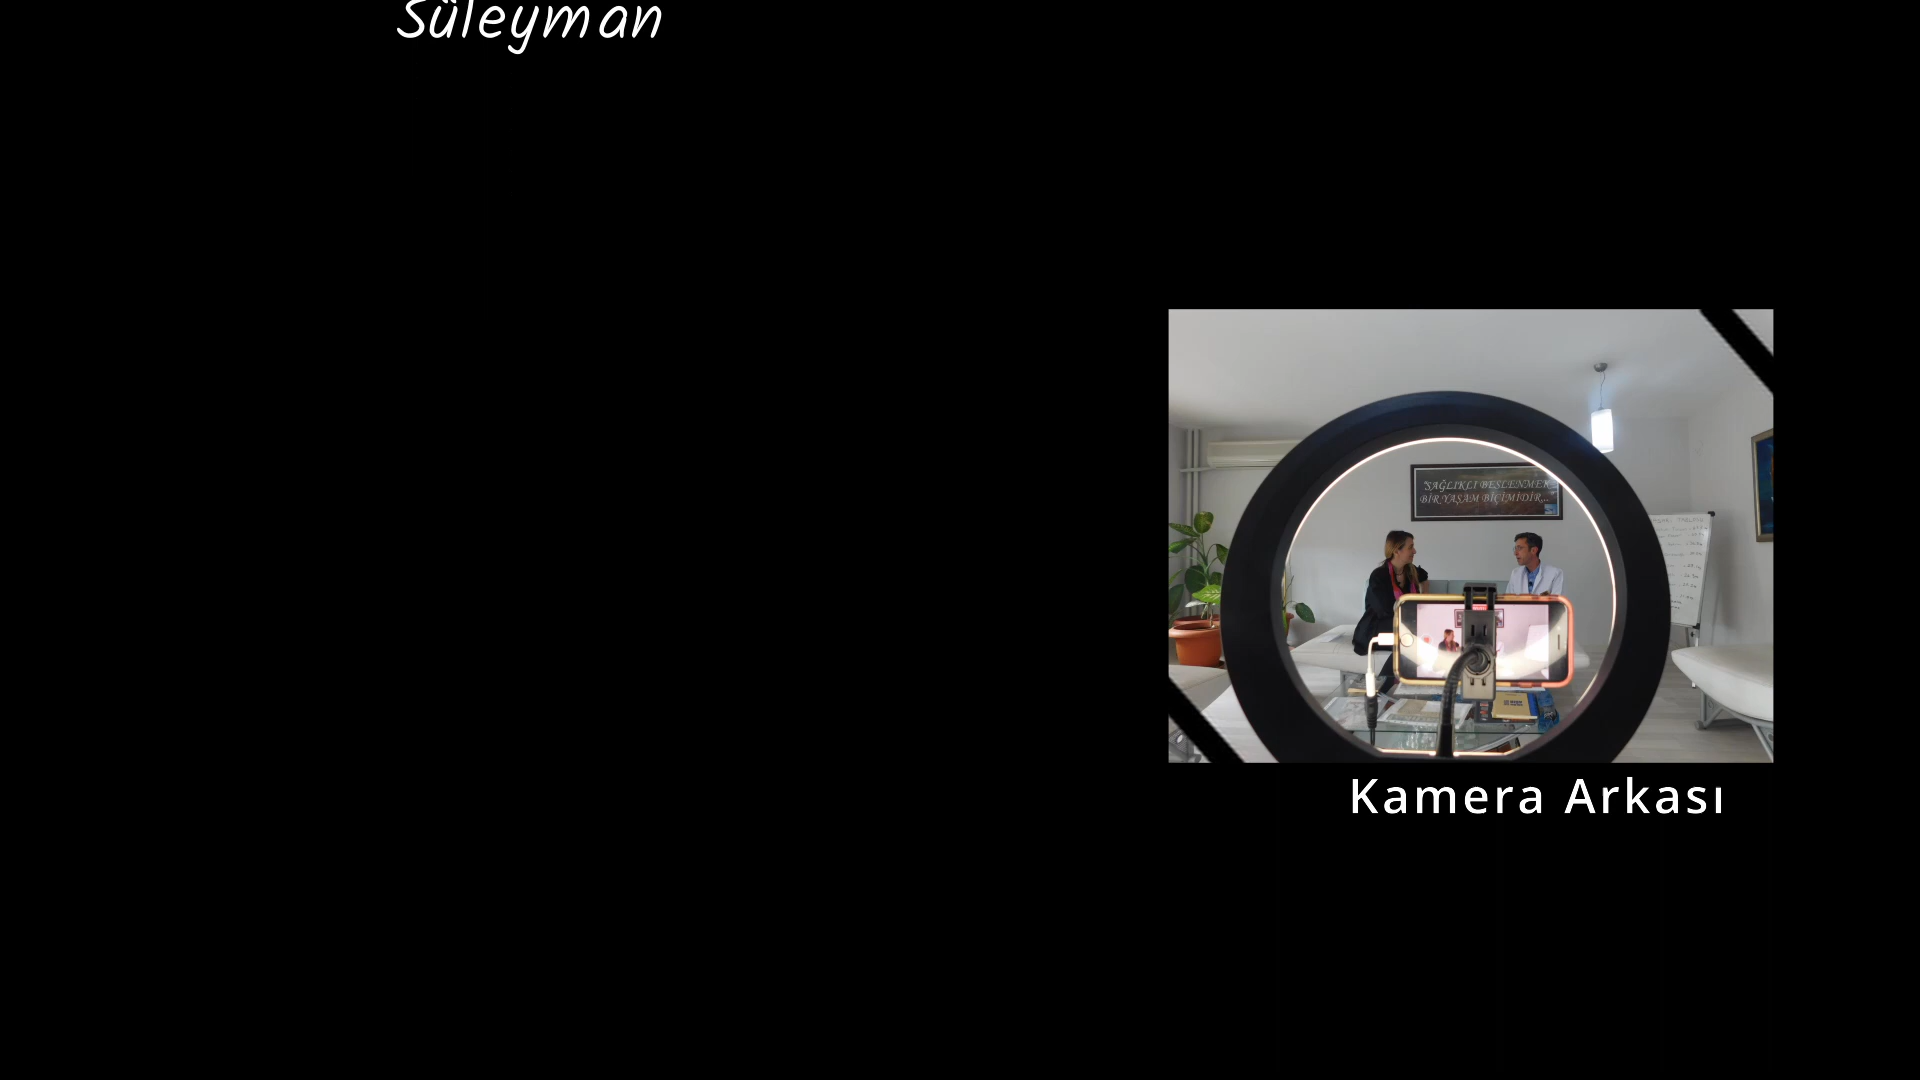 Süleyman
"SAĞLIKLI BESLENMEK
BİR YAŞAM BİÇİMİDİR...
Kamera Arkası